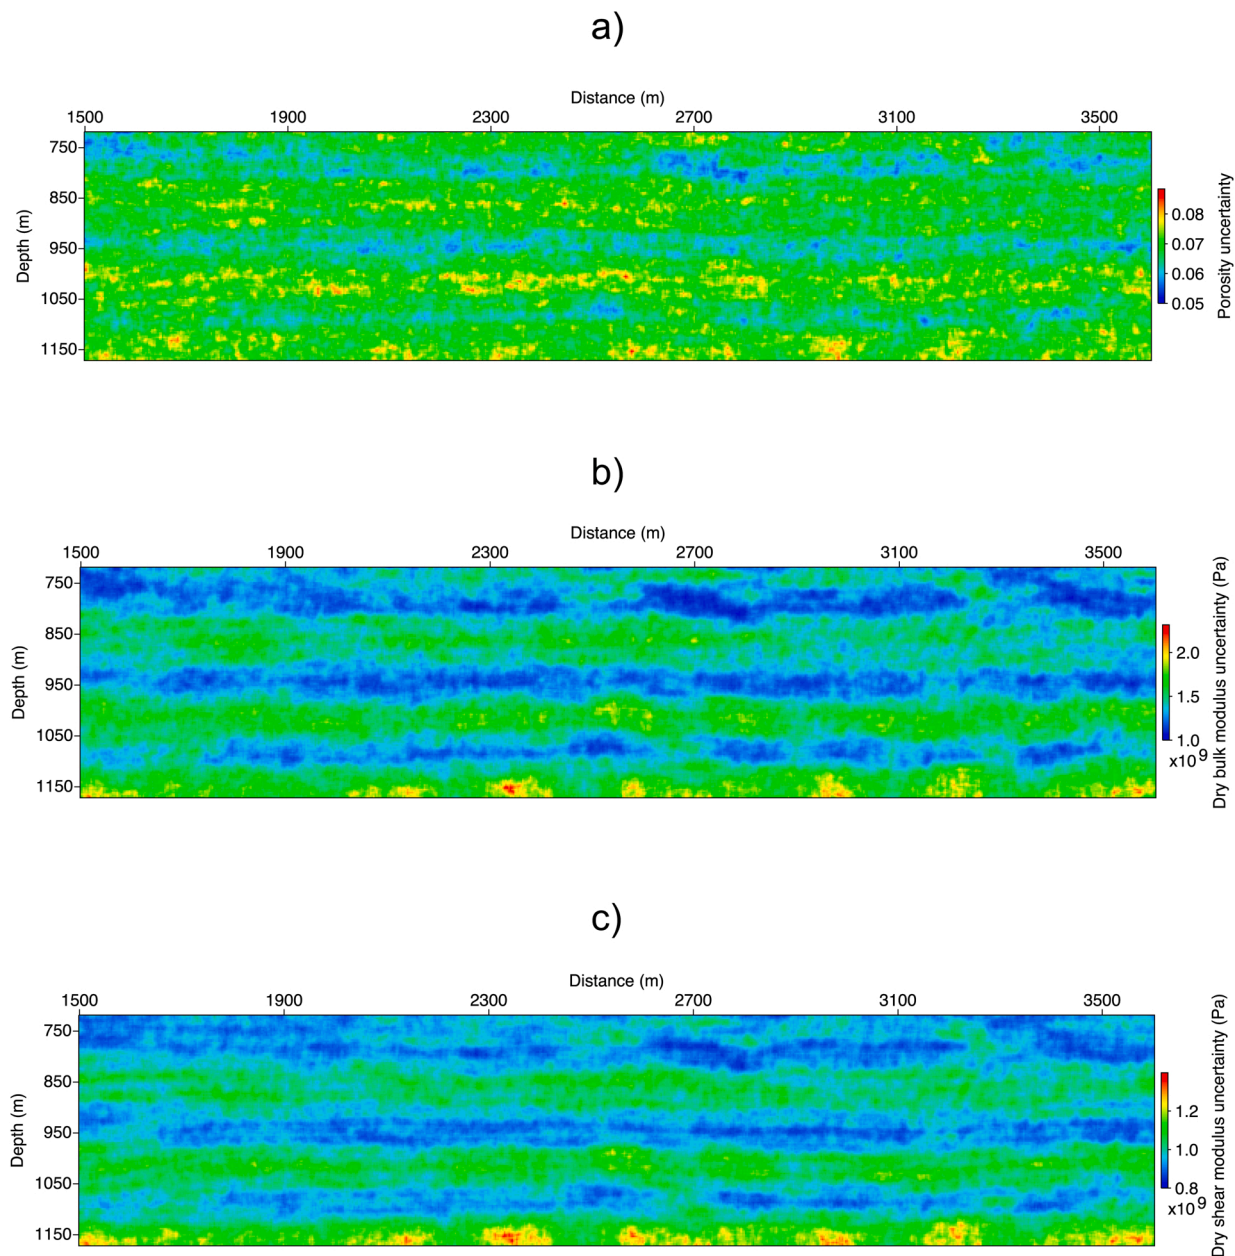 a)
Distance (m)
1500 1900 2300 2700 3100 3500
750
850
950
1050
1150
Depth (m)
0.08
0.07
0.06
0.05
Porosity uncertainty
b)
Distance (m)
1500 1900 2300 2700 3100 3500
750
850
950
1050
1150
Depth (m)
2.0
1.5
1.0
x10⁹
Dry bulk modulus uncertainty (Pa)
c)
Distance (m)
1500 1900 2300 2700 3100 3500
750
850
950
1050
1150
Depth (m)
1.2
1.0
0.8
x10⁹
Dry shear modulus uncertainty (Pa)